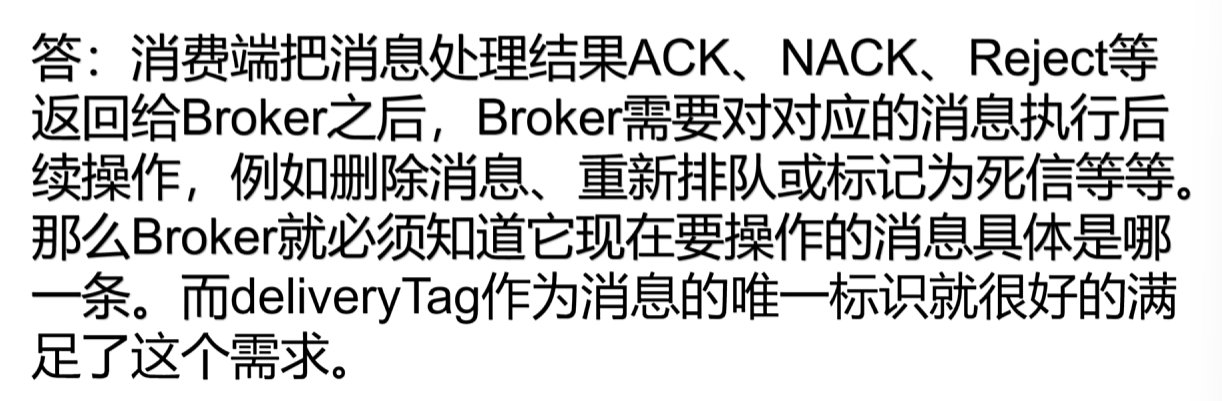 答：消费端把消息处理结果ACK、NACK、Reject等
返回给Broker之后，Broker需要对对应的消息执行后
续操作，例如删除消息、重新排队或标记为死信等等。
那么Broker就必须知道它现在要操作的消息具体是哪
一条。而deliveryTag作为消息的唯一标识就很好的满
足了这个需求。